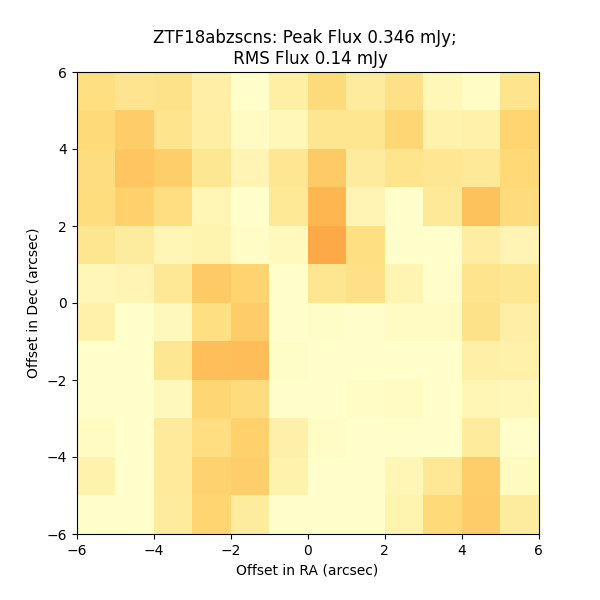 ZTF18abzscns: Peak Flux 0.346 mJy;
RMS Flux 0.14 mJy
6
4
2
0
−2
−4
−6
Offset in Dec (arcsec)
−6 −4 −2 0 2 4 6
Offset in RA (arcsec)